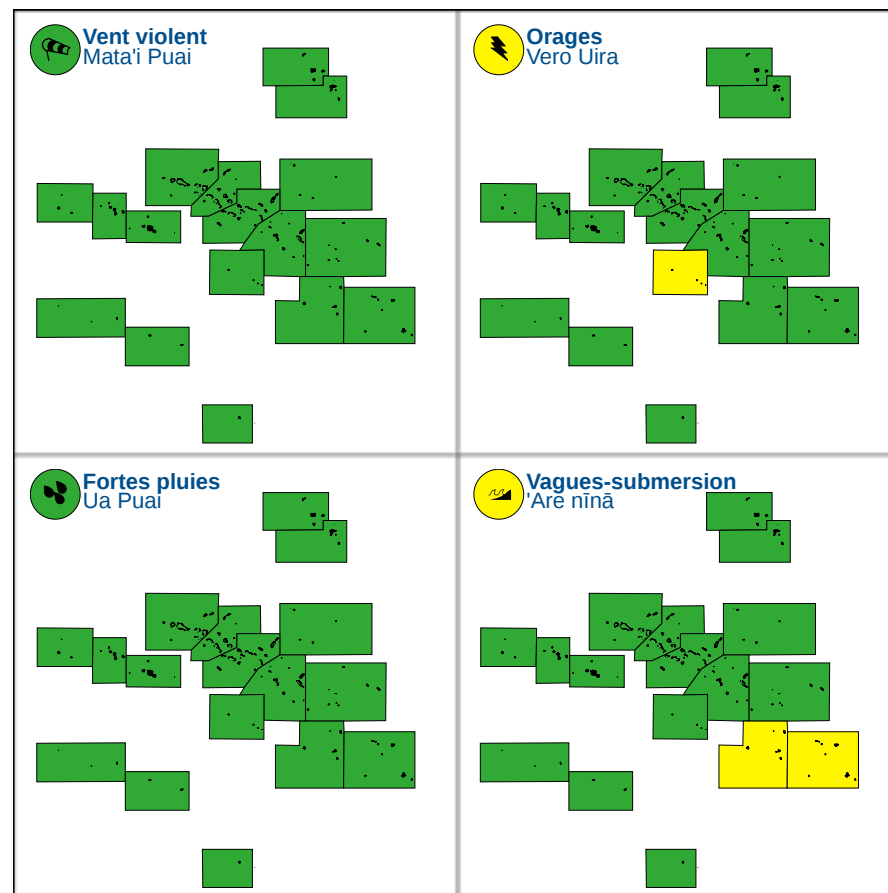 Vent violent
Mata'i Puai
Orages
Vero Uira
Fortes pluies
Ua Puai
Vagues-submersion
'Are nīnā